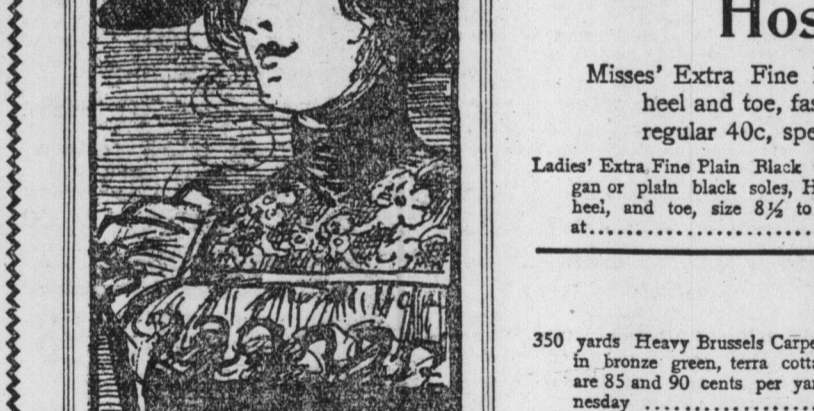 Hos
Misses' Extra Fine
heel and toe, fas
regular 40c, spe
Ladies' Extra Fine Plain Black
gan or plain black soles, H
heel, and toe, size 8½ to
at..........................
350 yards Heavy Brussels Carpe
in bronze green, terra cotta
are 85 and 90 cents per yar
nesday ....................